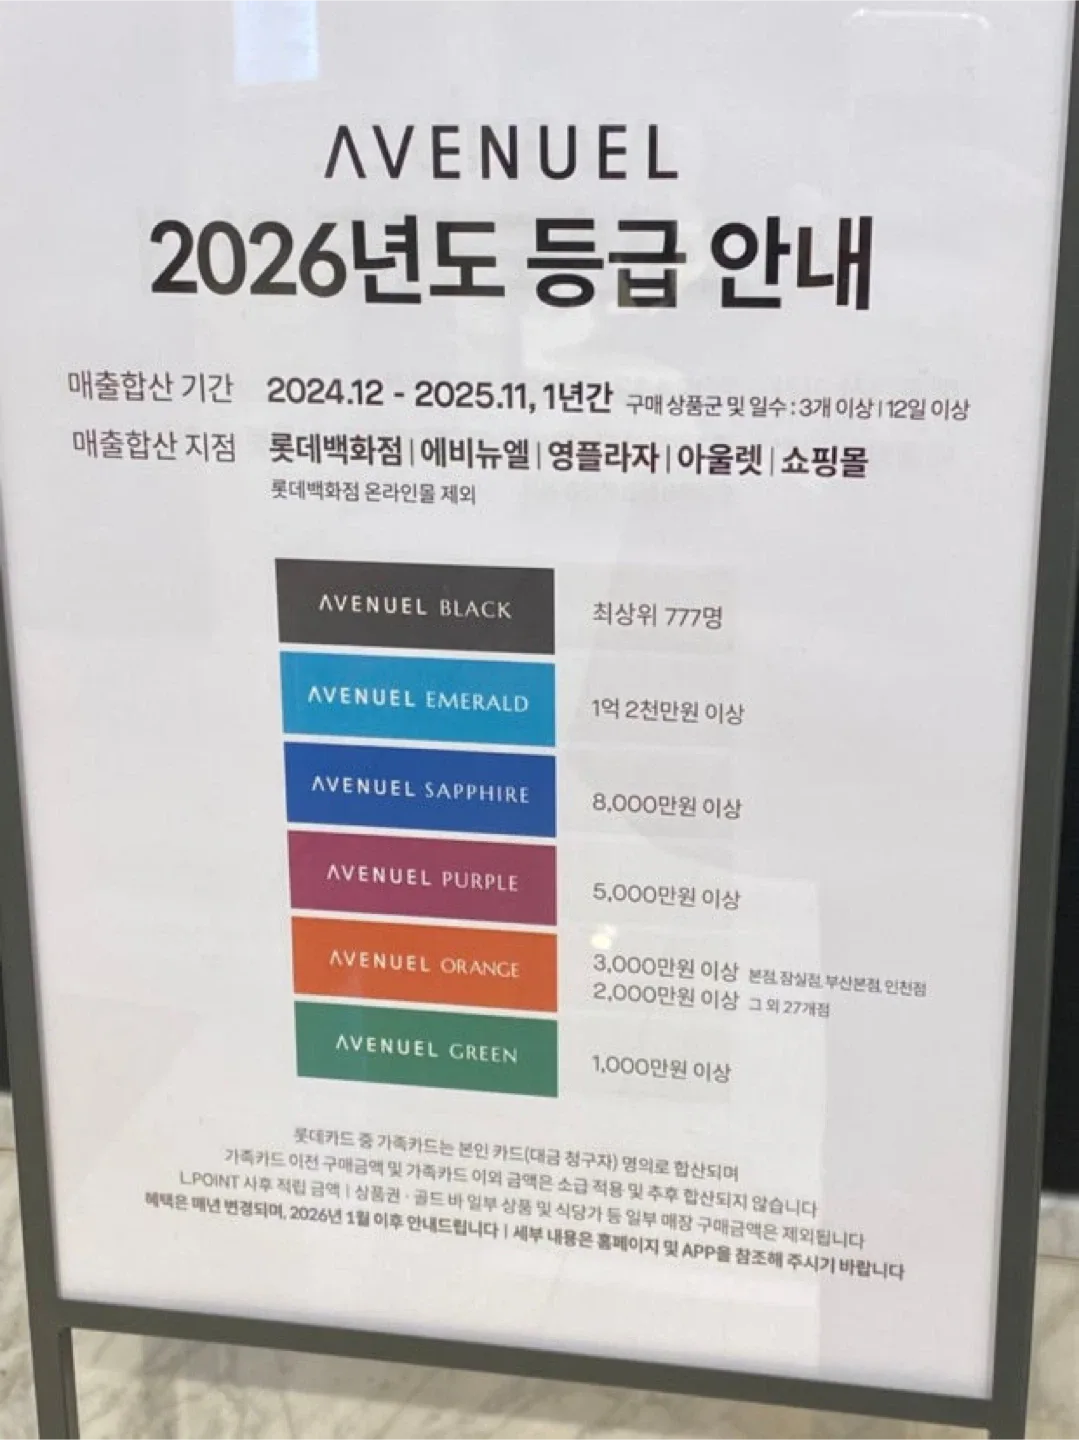 AVENUEL
2026년도 등급 안내
매출합산 기간 2024.12 - 2025.11, 1년간 구매 상품군 및 일수 : 3개 이상 | 12일 이상
매출합산 지점 롯데백화점 | 에비뉴엘 | 영플라자 | 아울렛 | 쇼핑몰
롯데백화점 온라인몰 제외
AVENUEL BLACK 최상위 777명
AVENUEL EMERALD 1억 2천만원 이상
AVENUEL SAPPHIRE 8,000만원 이상
AVENUEL PURPLE 5,000만원 이상
AVENUEL ORANGE 3,000만원 이상 본점, 잠실점, 부산본점, 인천점
2,000만원 이상 그 외 27개점
AVENUEL GREEN 1,000만원 이상
롯데카드 중 가족카드는 본인 카드(대금 청구자) 명의로 합산되며
가족카드 이전 구매금액 및 가족카드 이외 금액은 소급 적용 및 추후 합산되지 않습니다
L.POINT 사후 적립 금액 | 상품권 · 골드 바 일부 상품 및 식당가 등 일부 매장 구매금액은 제외됩니다
혜택은 매년 변경되며, 2026년 1월 이후 안내드립니다 | 세부 내용은 홈페이지 및 APP을 참조해 주시기 바랍니다